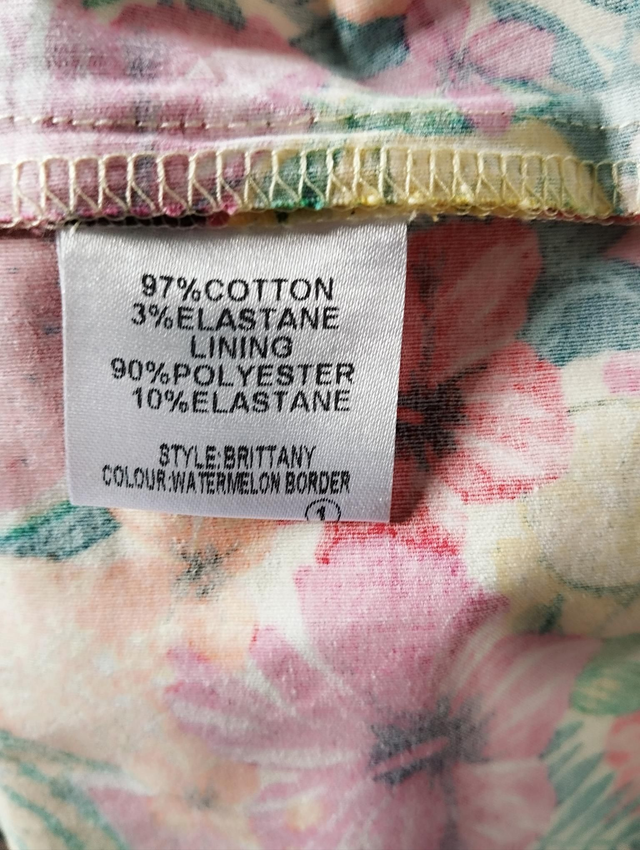 97%COTTON
3%ELASTANE
LINING
90%POLYESTER
10%ELASTANE
STYLE:BRITTANY
COLOUR:WATERMELON BORDER
1